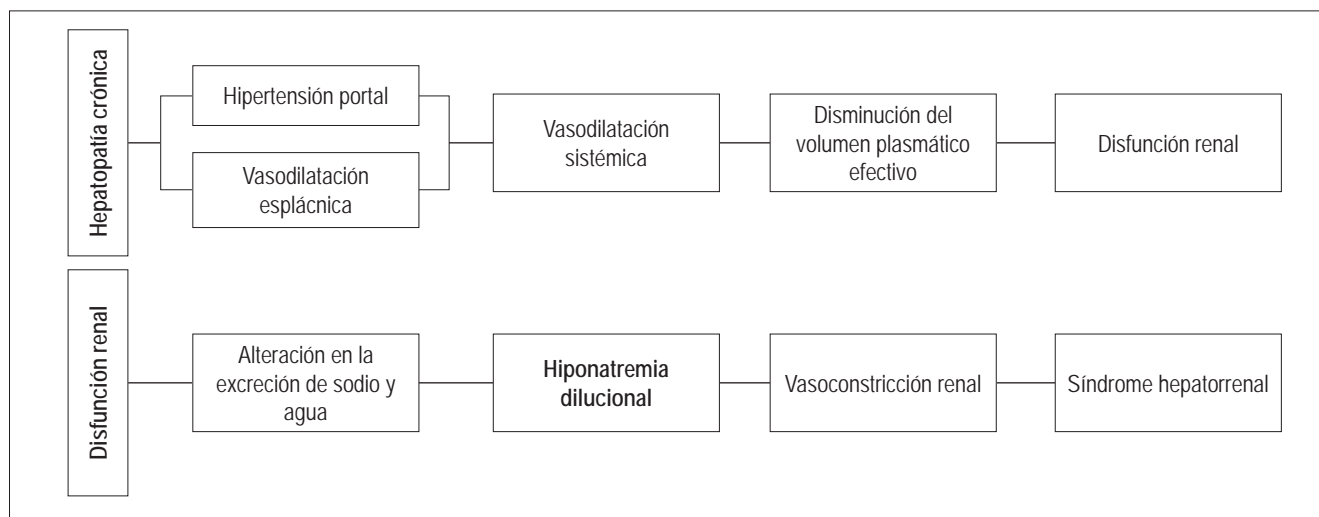 Hepatopatía crónica
Hipertensión portal
Vasodilatación
esplácnica
Vasodilatación
sistémica
Disminución del
volumen plasmático
efectivo
Disfunción renal
Disfunción renal
Alteración en la
excreción de sodio y
agua
Hiponatremia
dilucional
Vasoconstricción renal
Síndrome hepatorrenal